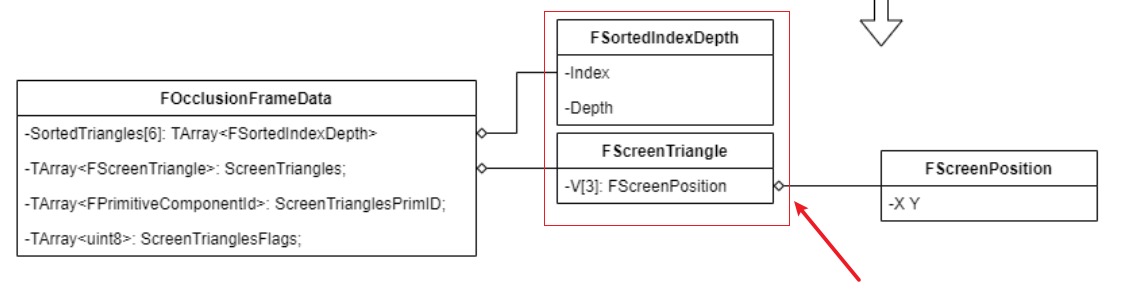 FSortedIndexDepth
-Index
-Depth
FOcclusionFrameData
-SortedTriangles[6]: TArray<FSortedIndexDepth>
-TArray<FScreenTriangle>: ScreenTriangles;
-TArray<FPrimitiveComponentId>: ScreenTrianglesPrimID;
-TArray<uint8>: ScreenTrianglesFlags;
FScreenTriangle
-V[3]: FScreenPosition
FScreenPosition
-X Y